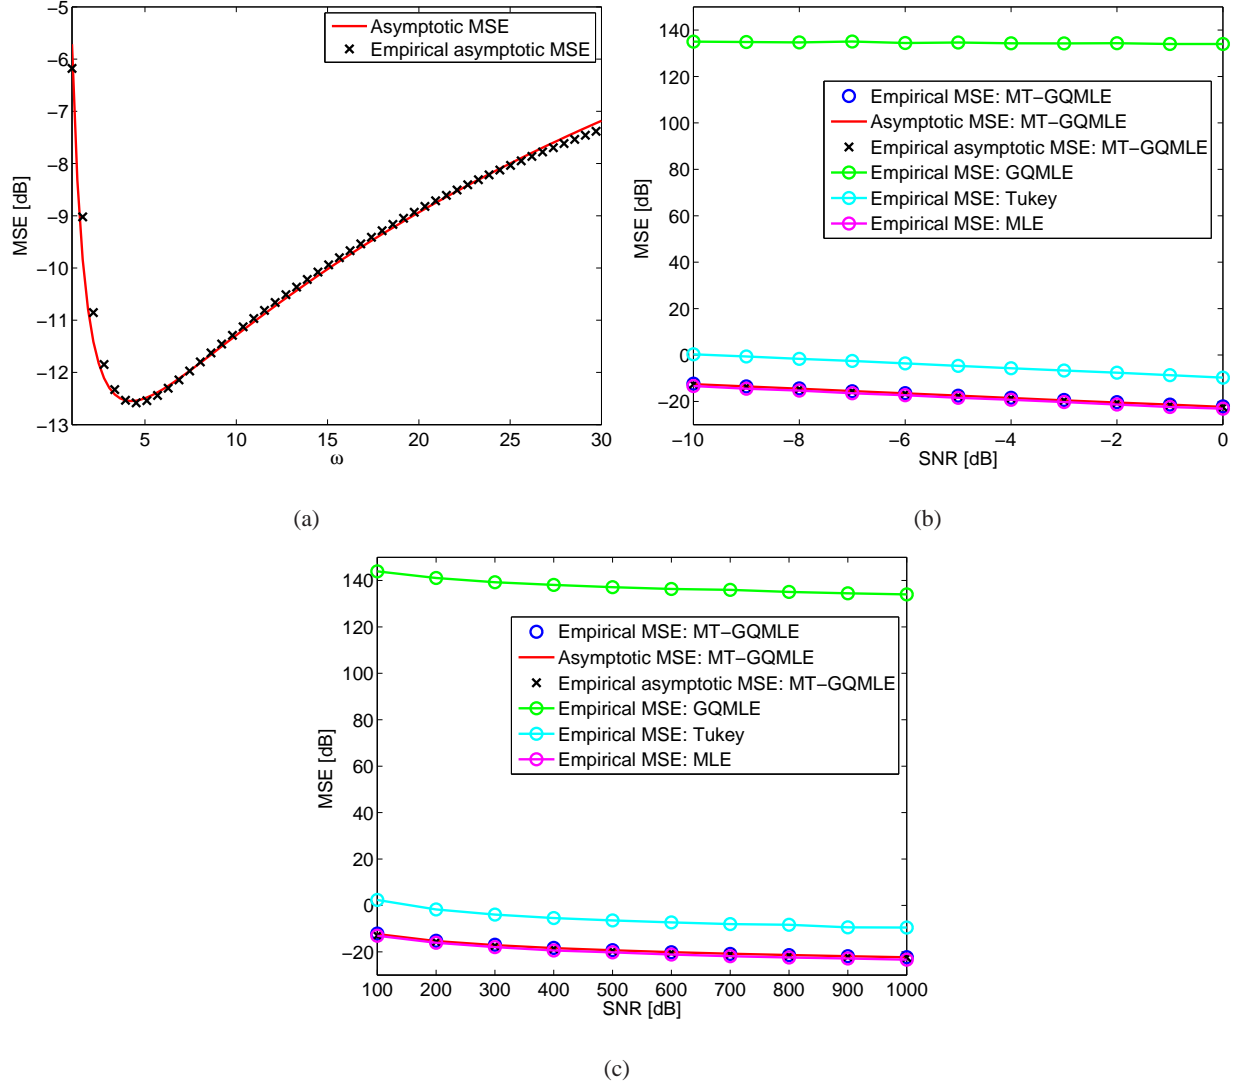 −5
−6
−7
−8
−9
−10
−11
−12
−13
MSE [dB]
5 10 15 20 25 30
ω
Asymptotic MSE
Empirical asymptotic MSE
(a)
140
120
100
80
60
40
20
0
−20
MSE [dB]
−10 −8 −6 −4 −2 0
SNR [dB]
Empirical MSE: MT−GQMLE
Asymptotic MSE: MT−GQMLE
Empirical asymptotic MSE: MT−GQMLE
Empirical MSE: GQMLE
Empirical MSE: Tukey
Empirical MSE: MLE
(b)
140
120
100
80
60
40
20
0
−20
MSE [dB]
100 200 300 400 500 600 700 800 900 1000
SNR [dB]
Empirical MSE: MT−GQMLE
Asymptotic MSE: MT−GQMLE
Empirical asymptotic MSE: MT−GQMLE
Empirical MSE: GQMLE
Empirical MSE: Tukey
Empirical MSE: MLE
(c)